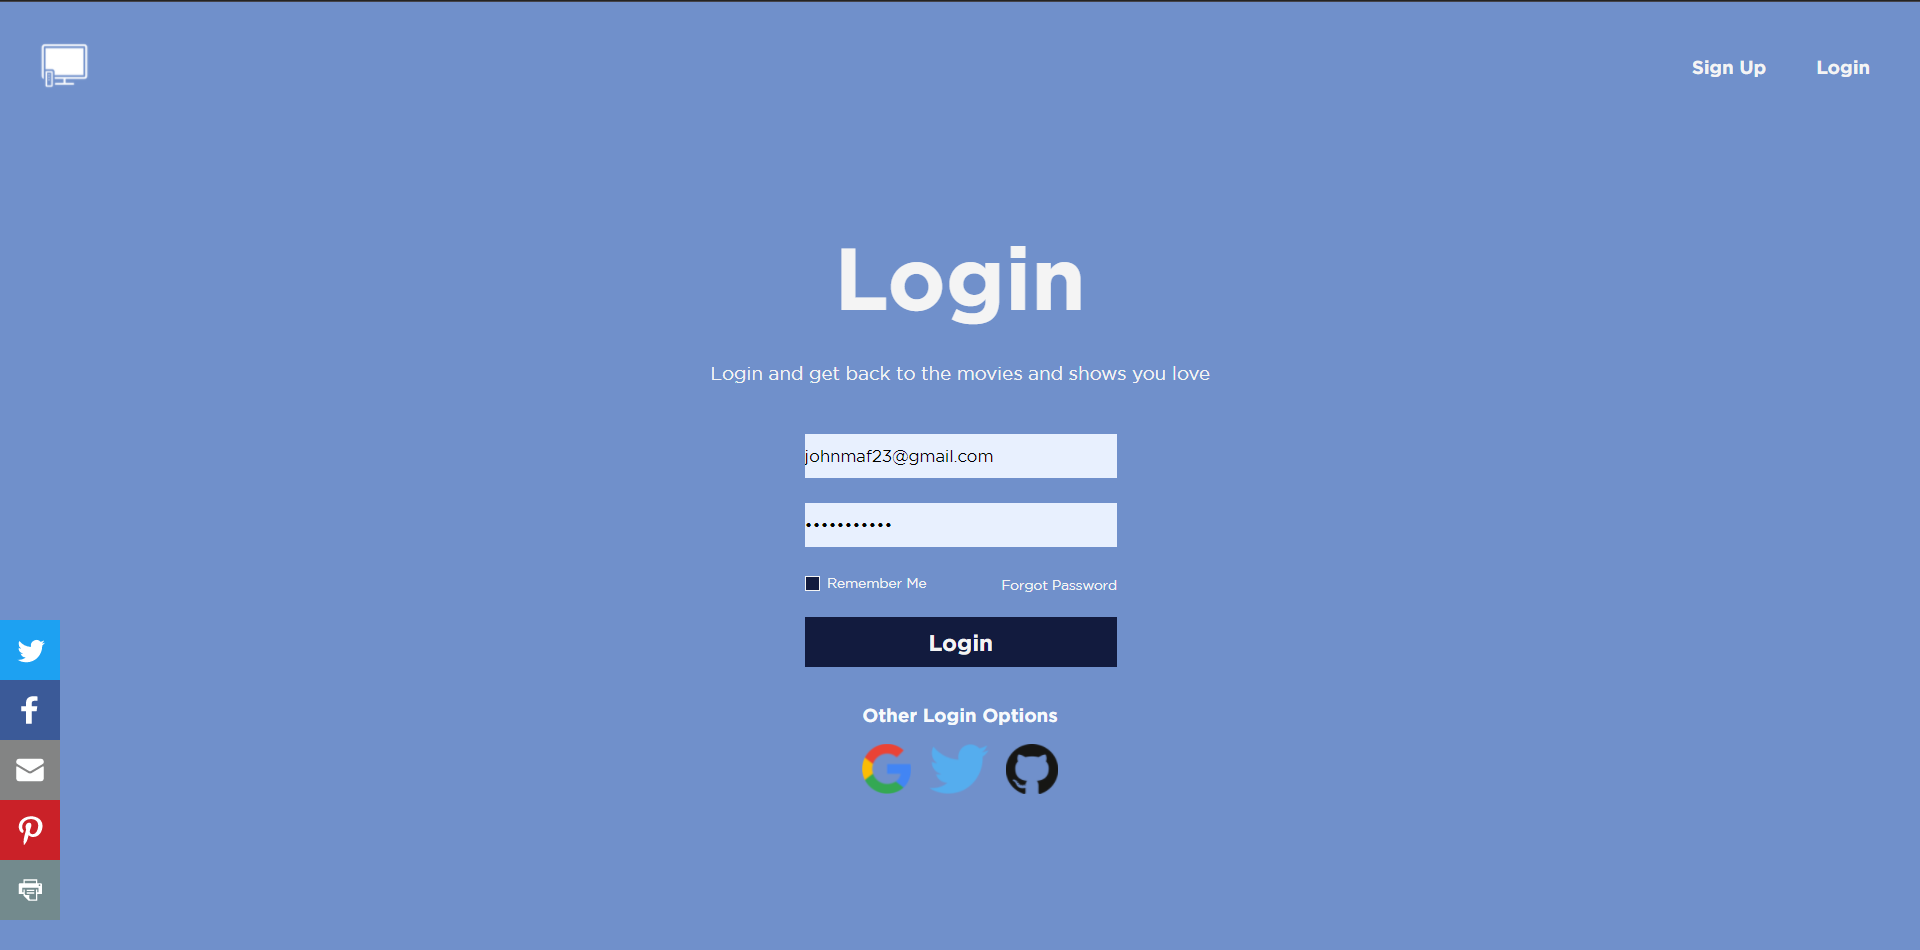 Sign Up Login
Login
Login and get back to the movies and shows you love
johnmaf23@gmail.com
•••••••••••
Remember Me Forgot Password
Login
Other Login Options